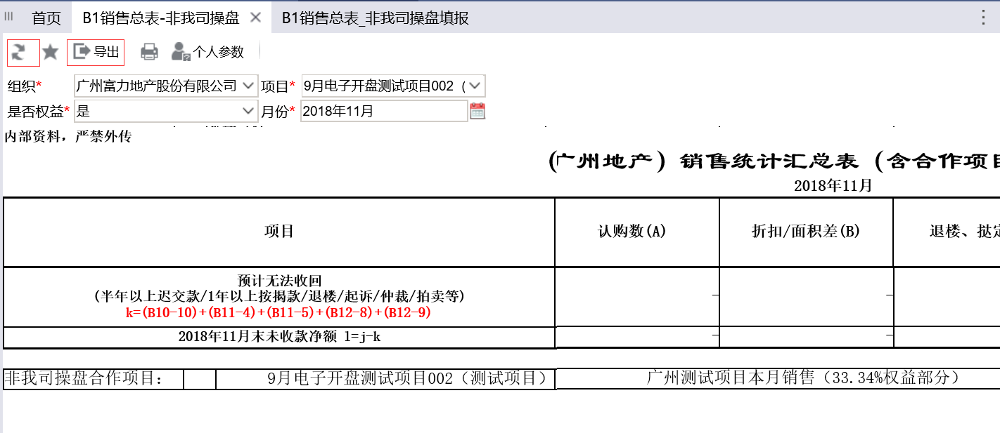 首页 B1销售总表-非我司操盘 B1销售总表_非我司操盘填报
导出 个人参数
组织* 广州富力地产股份有限公司 项目* 9月电子开盘测试项目002（
是否权益* 是 月份* 2018年11月
内部资料，严禁外传
(广州地产) 销售统计汇总表 (含合作项目
2018年11月
项目 认购数(A) 折扣/面积差(B) 退楼、挞定
预计无法收回
(半年以上迟交款/1年以上按揭款/退楼/起诉/仲裁/拍卖等)
k=(B10-10)+(B11-4)+(B11-5)+(B12-8)+(B12-9)
- -
2018年11月末未收款净额 l=j-k - -
非我司操盘合作项目： 9月电子开盘测试项目002（测试项目） 广州测试项目本月销售（33.34%权益部分）